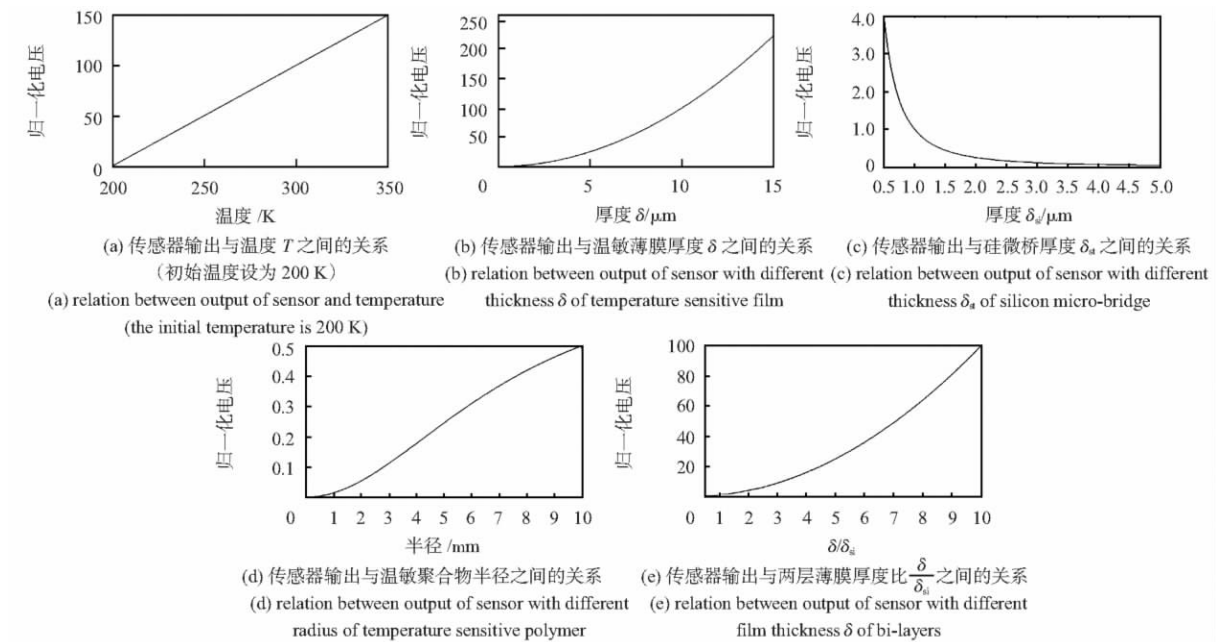 归一化电压
150
100
50
0
200
250
300
350
温度 /K
(a) 传感器输出与温度 T 之间的关系
（初始温度设为 200 K）
(a) relation between output of sensor and temperature
(the initial temperature is 200 K)
归一化电压
250
200
150
100
50
0
5
10
15
厚度 δ/μm
(b) 传感器输出与温敏薄膜厚度 δ 之间的关系
(b) relation between output of sensor with different
thickness δ of temperature sensitive film
归一化电压
4.0
3.0
2.0
1.0
0
0.5 1.0 1.5 2.0 2.5 3.0 3.5 4.0 4.5 5.0
厚度 δsi/μm
(c) 传感器输出与硅微桥厚度 δsi 之间的关系
(c) relation between output of sensor with different
thickness δsi of silicon micro-bridge
归一化电压
0.5
0.4
0.3
0.2
0.1
0 1 2 3 4 5 6 7 8 9 10
半径 /mm
(d) 传感器输出与温敏聚合物半径之间的关系
(d) relation between output of sensor with different
radius of temperature sensitive polymer
归一化电压
100
80
60
40
20
0 1 2 3 4 5 6 7 8 9 10
δ/δsi
(e) 传感器输出与两层薄膜厚度比 δ/δsi 之间的关系
(e) relation between output of sensor with different
film thickness δ of bi-layers